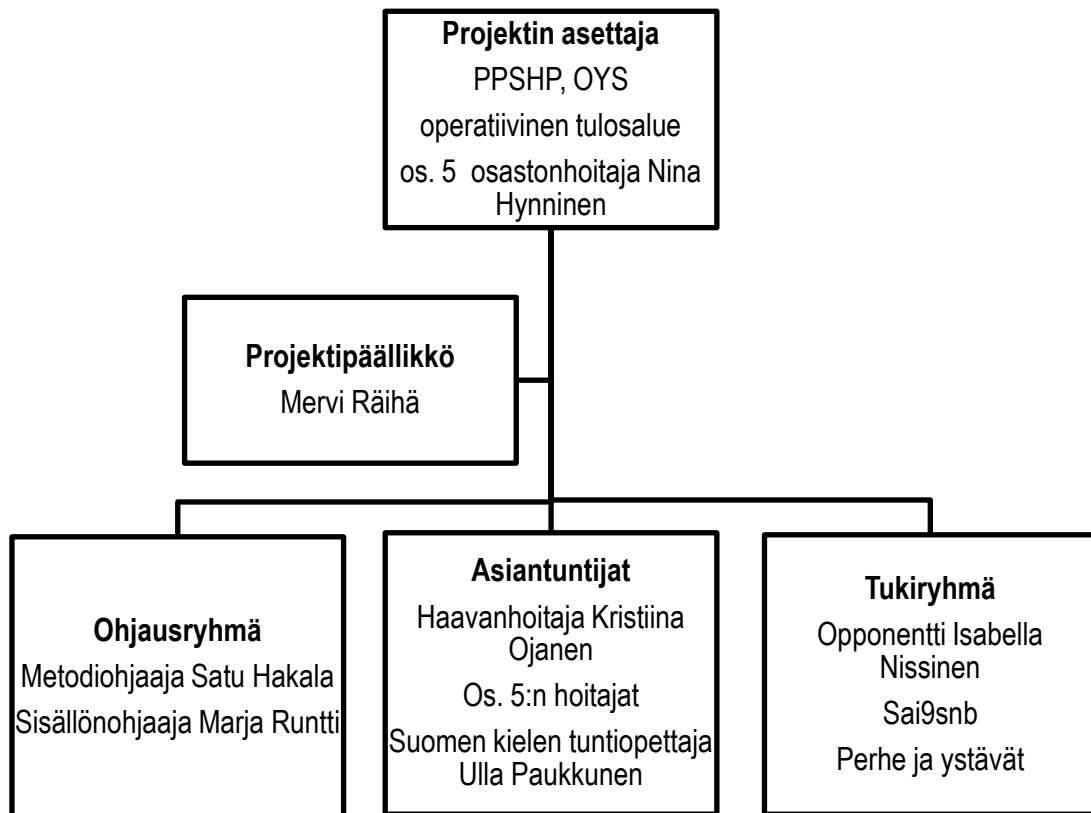 Projektin asettaja
PPSHP, OYS
operatiivinen tulosalue
os. 5 osastonhoitaja Nina
Hynninen
Projektipäällikkö
Mervi Räihä
Ohjausryhmä
Metodiohjaaja Satu Hakala
Sisällönohjaaja Marja Runtti
Asiantuntijat
Haavanhoitaja Kristiina
Ojanen
Os. 5:n hoitajat
Suomen kielen tuntiopettaja
Ulla Paukkunen
Tukiryhmä
Opponentti Isabella
Nissinen
Sai9snb
Perhe ja ystävät